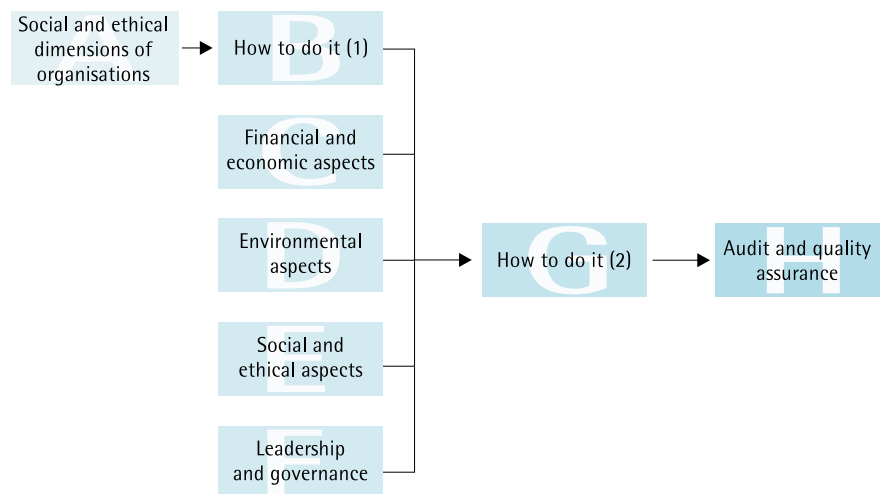 A
Social and ethical
dimensions of
organisations
B
How to do it (1)
C
Financial and
economic aspects
D
Environmental
aspects
E
Social and
ethical aspects
F
Leadership
and governance
G
How to do it (2)
H
Audit and quality
assurance